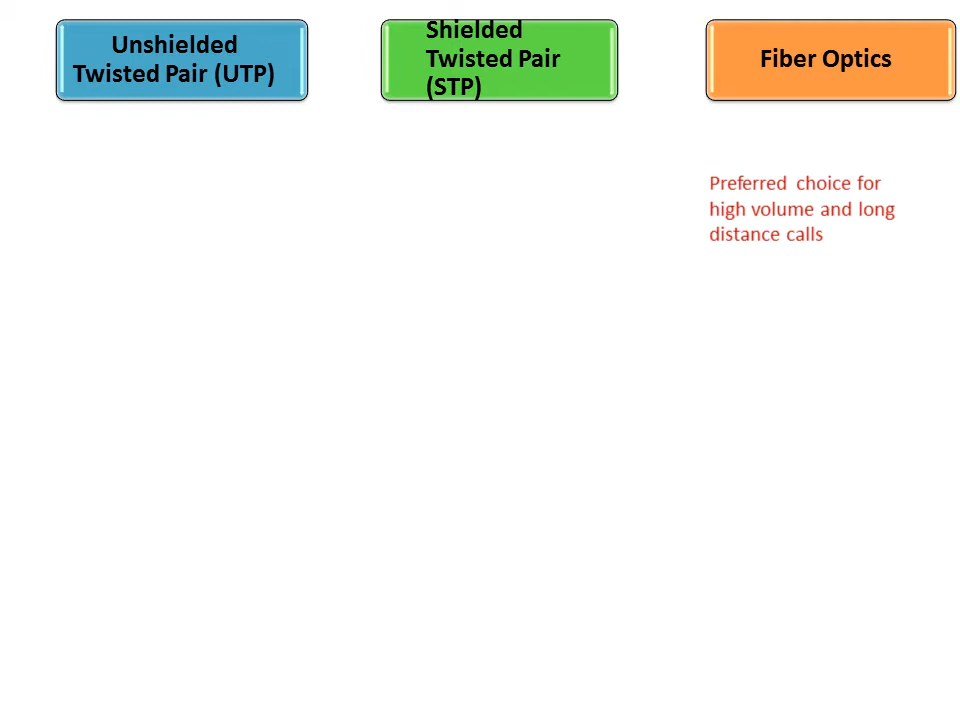 Unshielded
Twisted Pair (UTP)
Shielded
Twisted Pair
(STP)
Fiber Optics
Preferred choice for
high volume and long
distance calls